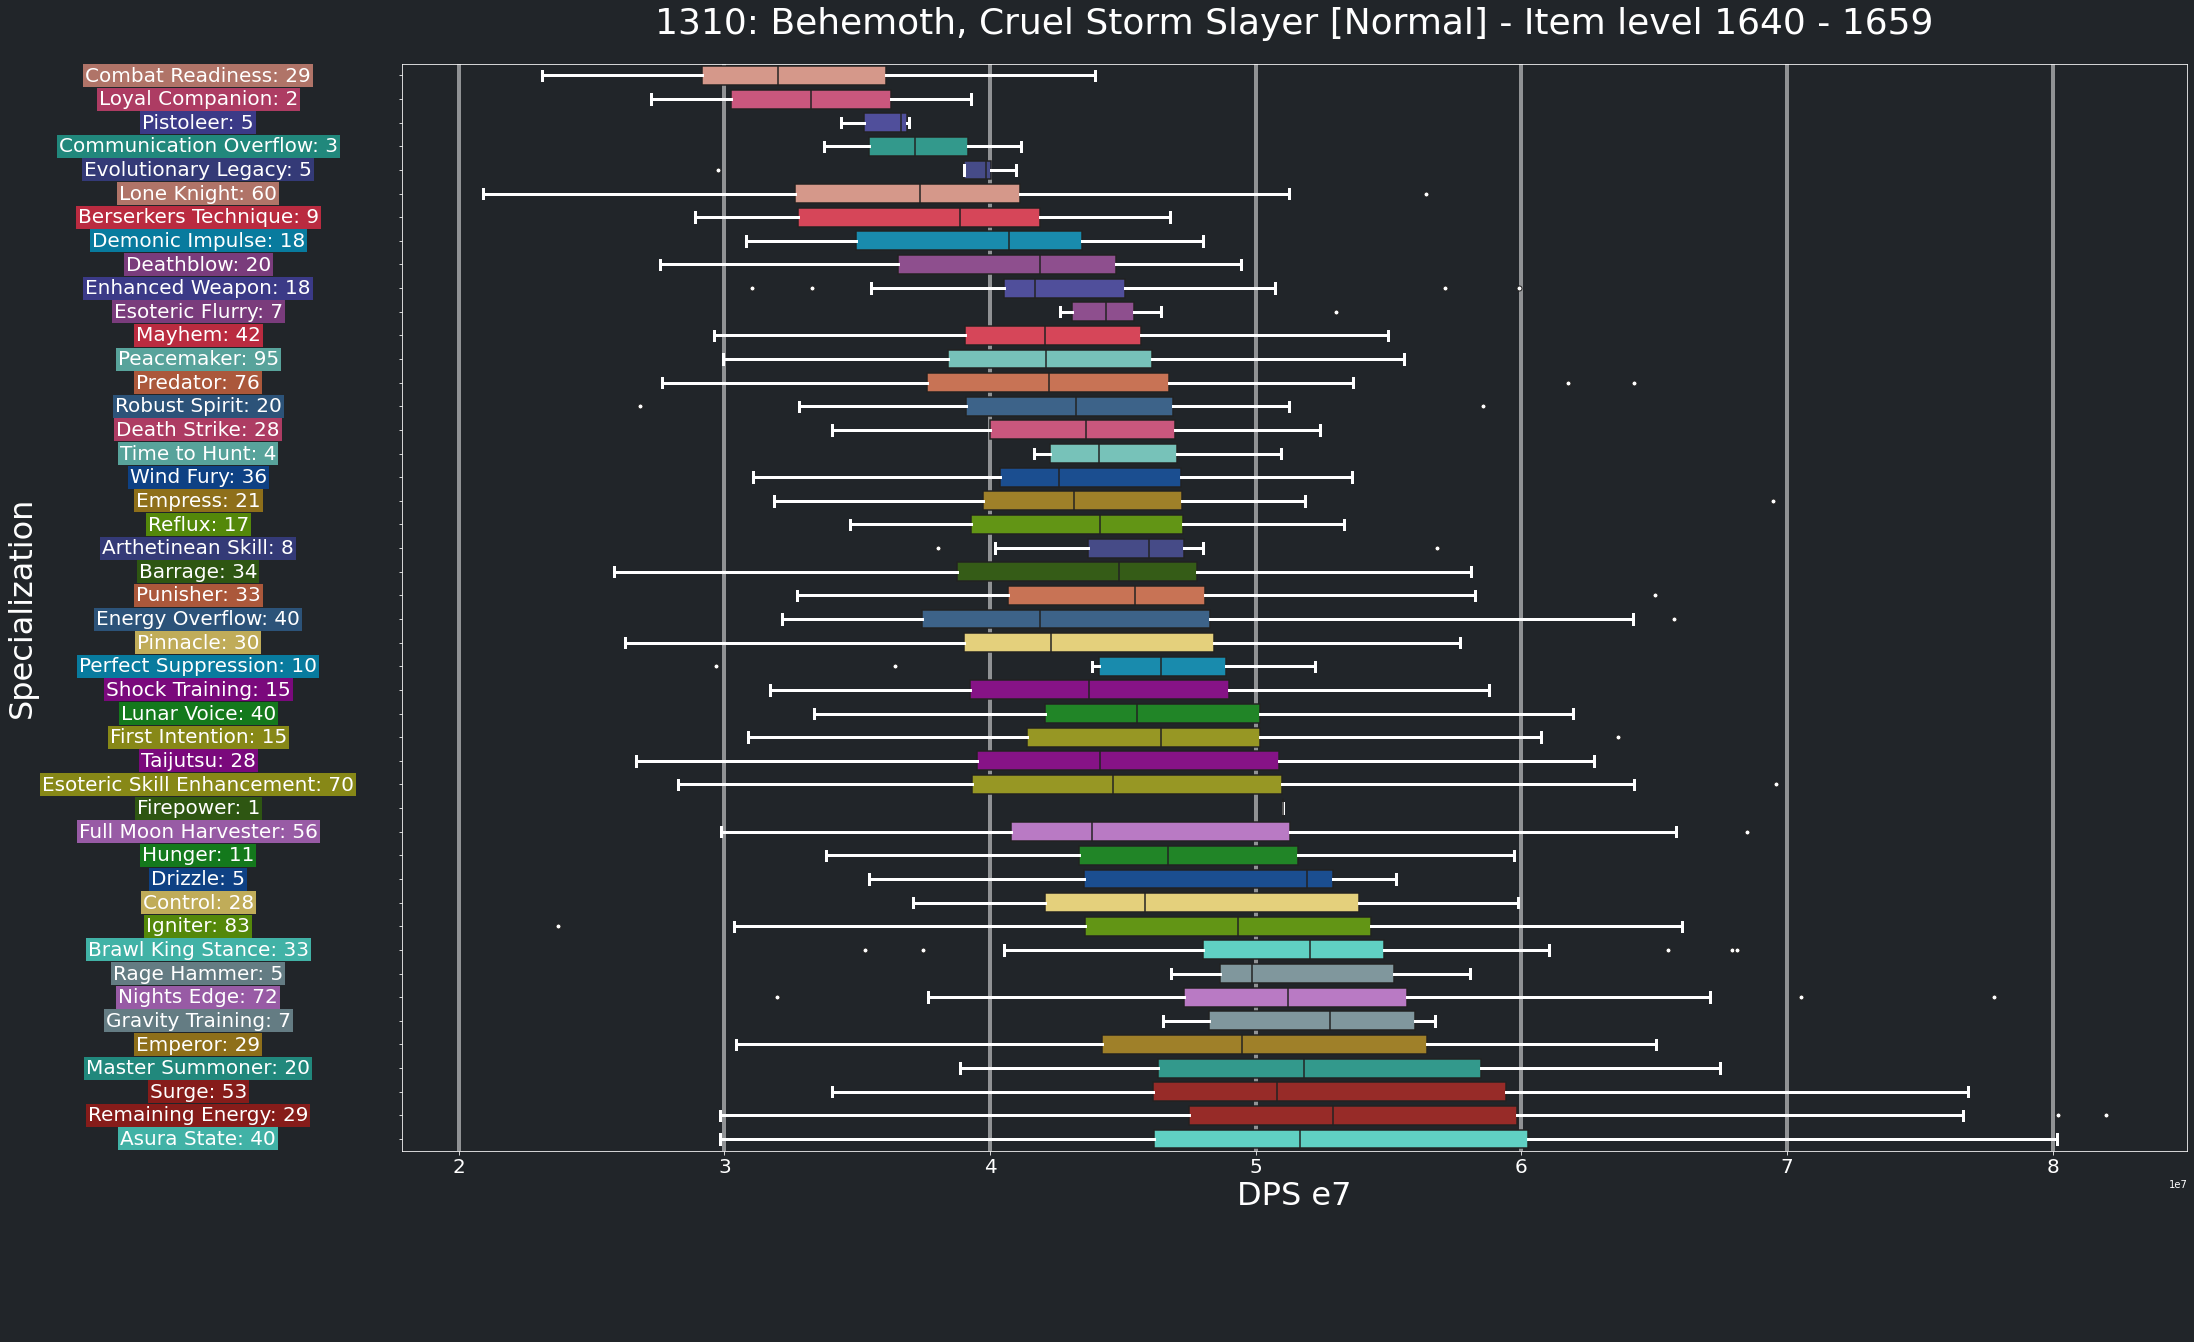 1310: Behemoth, Cruel Storm Slayer [Normal] - Item level 1640 - 1659
Combat Readiness: 29
Loyal Companion: 2
Pistoleer: 5
Communication Overflow: 3
Evolutionary Legacy: 5
Lone Knight: 60
Berserkers Technique: 9
Demonic Impulse: 18
Deathblow: 20
Enhanced Weapon: 18
Esoteric Flurry: 7
Mayhem: 42
Peacemaker: 95
Predator: 76
Robust Spirit: 20
Death Strike: 28
Time to Hunt: 4
Wind Fury: 36
Empress: 21
Reflux: 17
Arthetinean Skill: 8
Barrage: 34
Punisher: 33
Energy Overflow: 40
Pinnacle: 30
Perfect Suppression: 10
Shock Training: 15
Lunar Voice: 40
First Intention: 15
Taijutsu: 28
Esoteric Skill Enhancement: 70
Firepower: 1
Full Moon Harvester: 56
Hunger: 11
Drizzle: 5
Control: 28
Igniter: 83
Brawl King Stance: 33
Rage Hammer: 5
Nights Edge: 72
Gravity Training: 7
Emperor: 29
Master Summoner: 20
Surge: 53
Remaining Energy: 29
Asura State: 40
Specialization
2 3 4 5 6 7 8
1e7
DPS e7